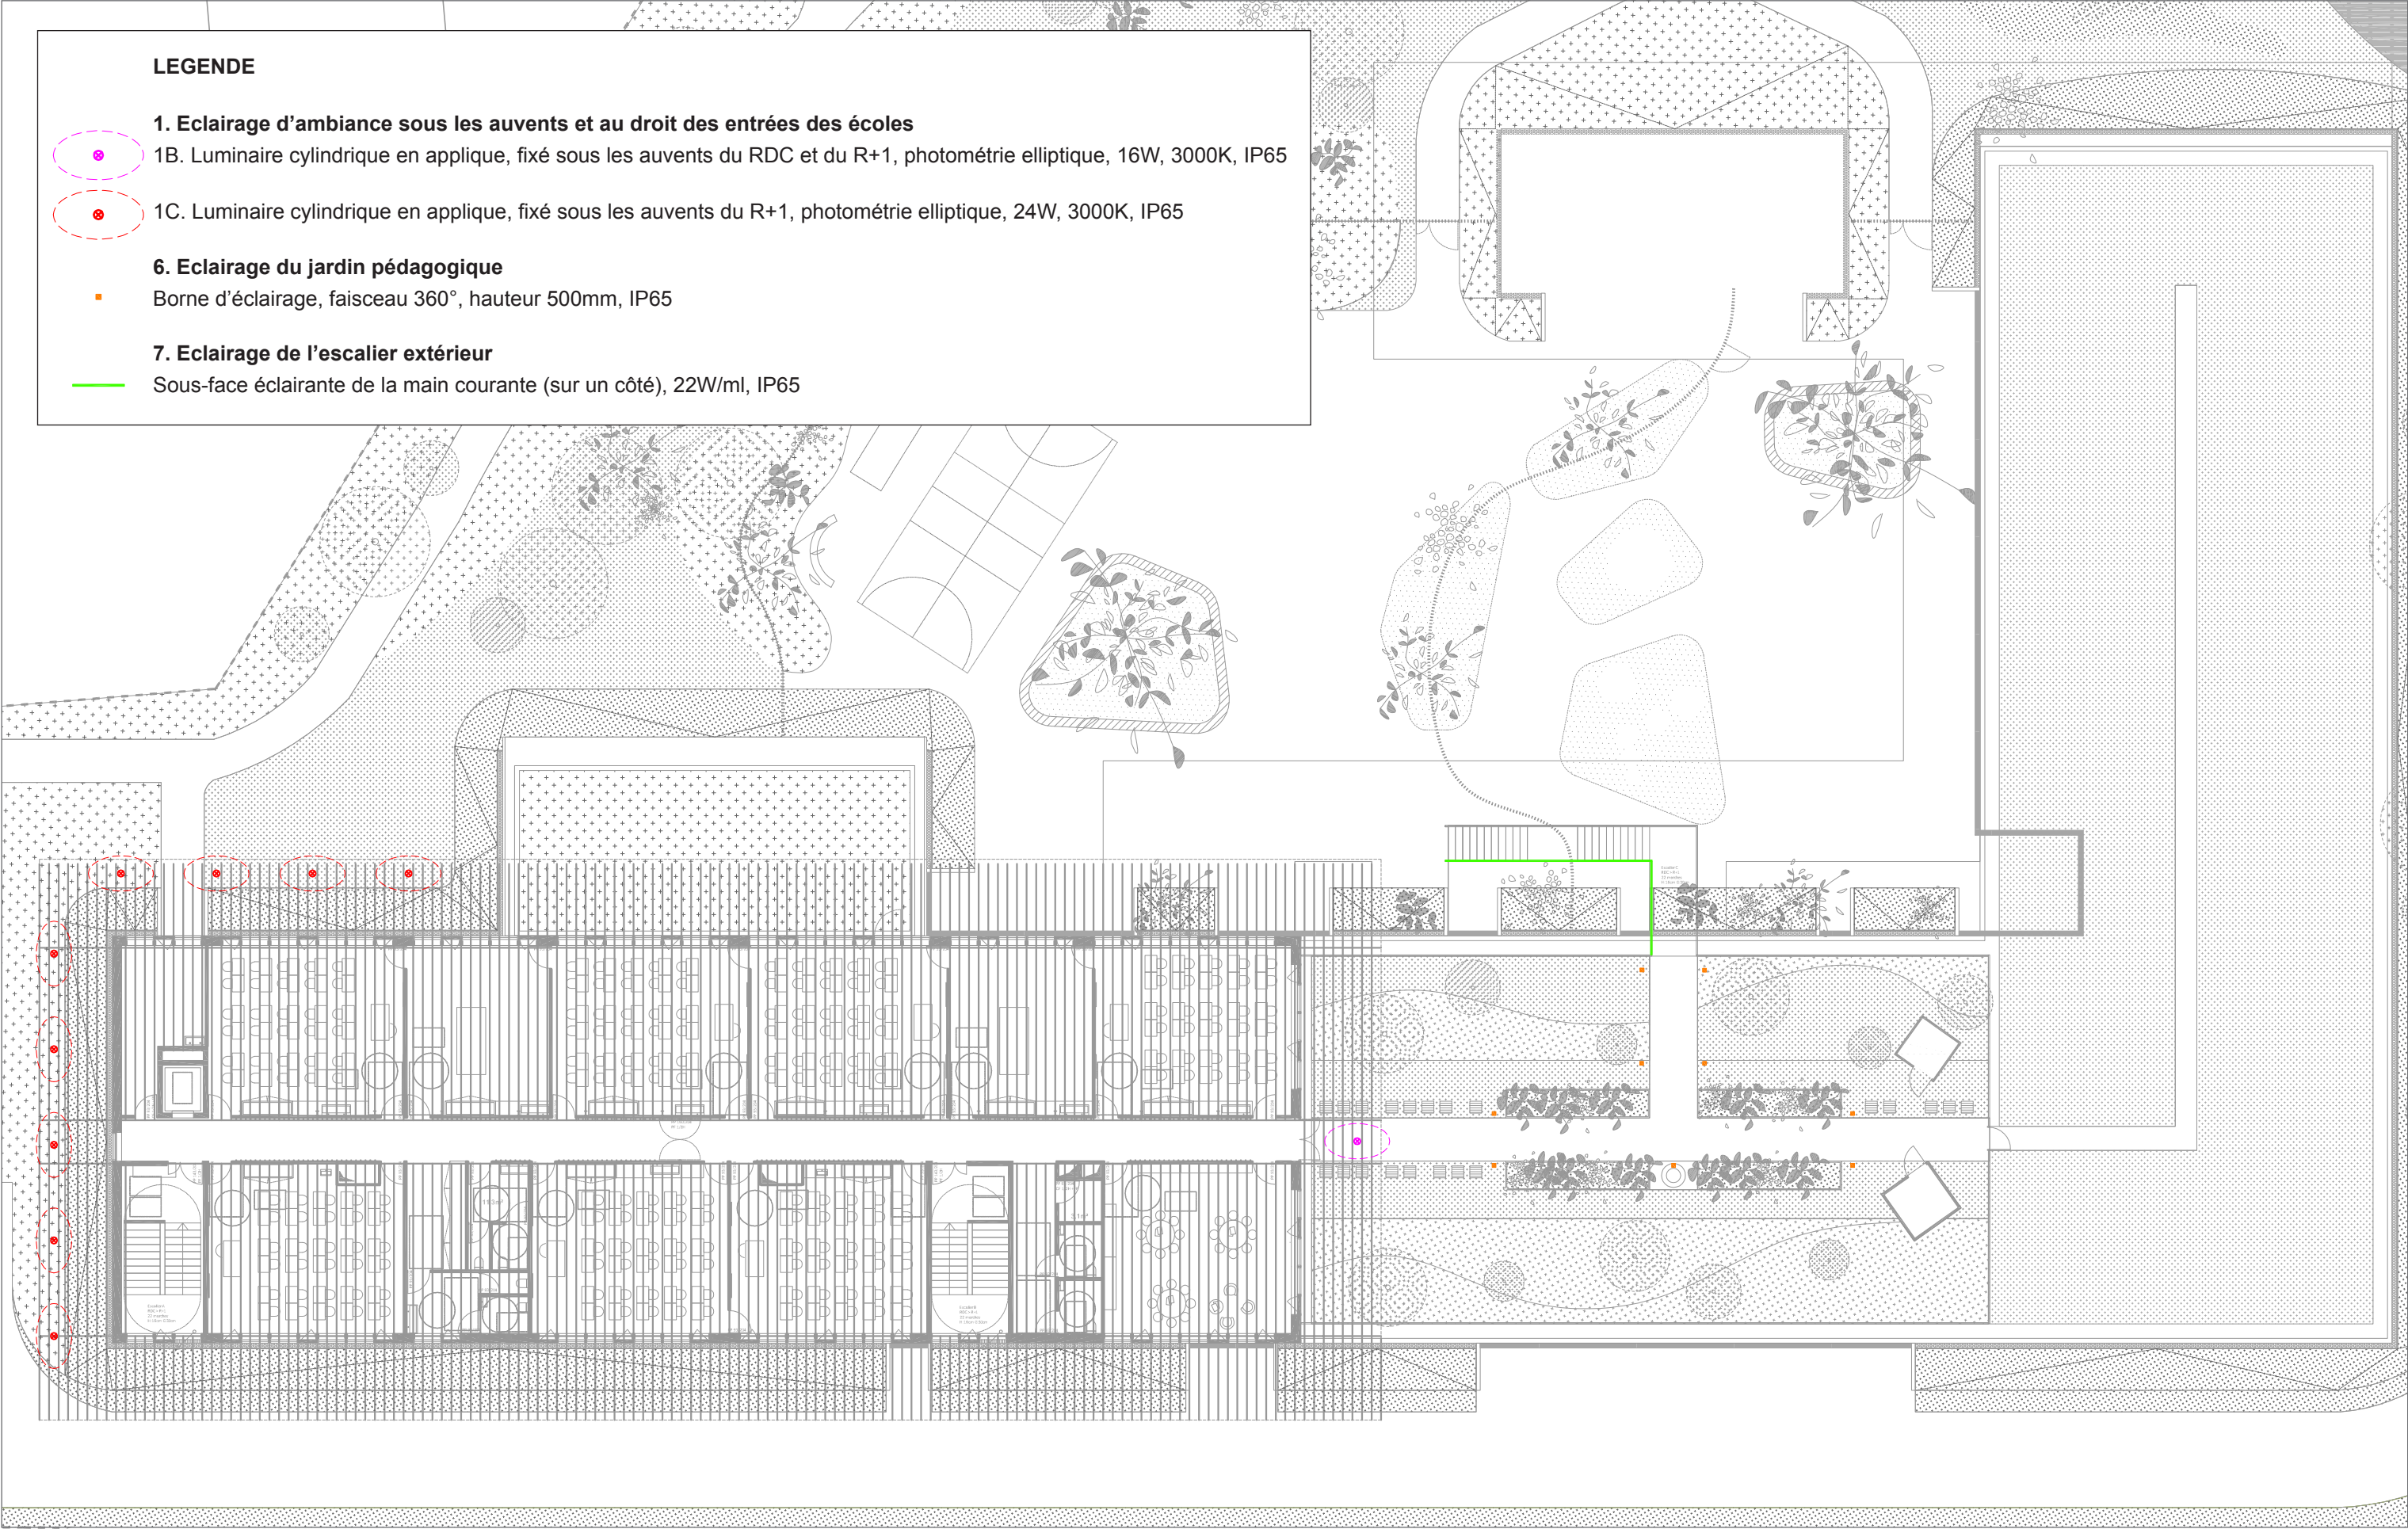 LEGENDE
1. Eclairage d’ambiance sous les auvents et au droit des entrées des écoles
1B. Luminaire cylindrique en applique, fixé sous les auvents du RDC et du R+1, photométrie elliptique, 16W, 3000K, IP65
1C. Luminaire cylindrique en applique, fixé sous les auvents du R+1, photométrie elliptique, 24W, 3000K, IP65
6. Eclairage du jardin pédagogique
Borne d’éclairage, faisceau 360°, hauteur 500mm, IP65
7. Eclairage de l’escalier extérieur
Sous-face éclairante de la main courante (sur un côté), 22W/ml, IP65